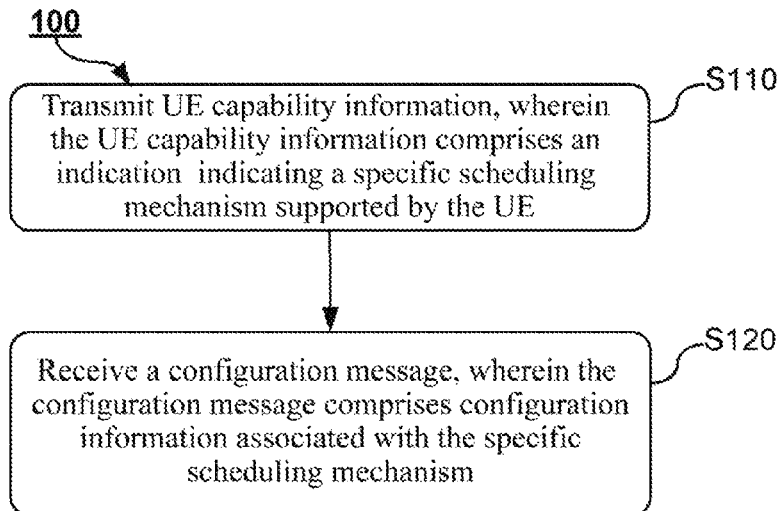 100
S110
Transmit UE capability information, wherein
the UE capability information comprises an
indication indicating a specific scheduling
mechanism supported by the UE
S120
Receive a configuration message, wherein the
configuration message comprises configuration
information associated with the specific
scheduling mechanism